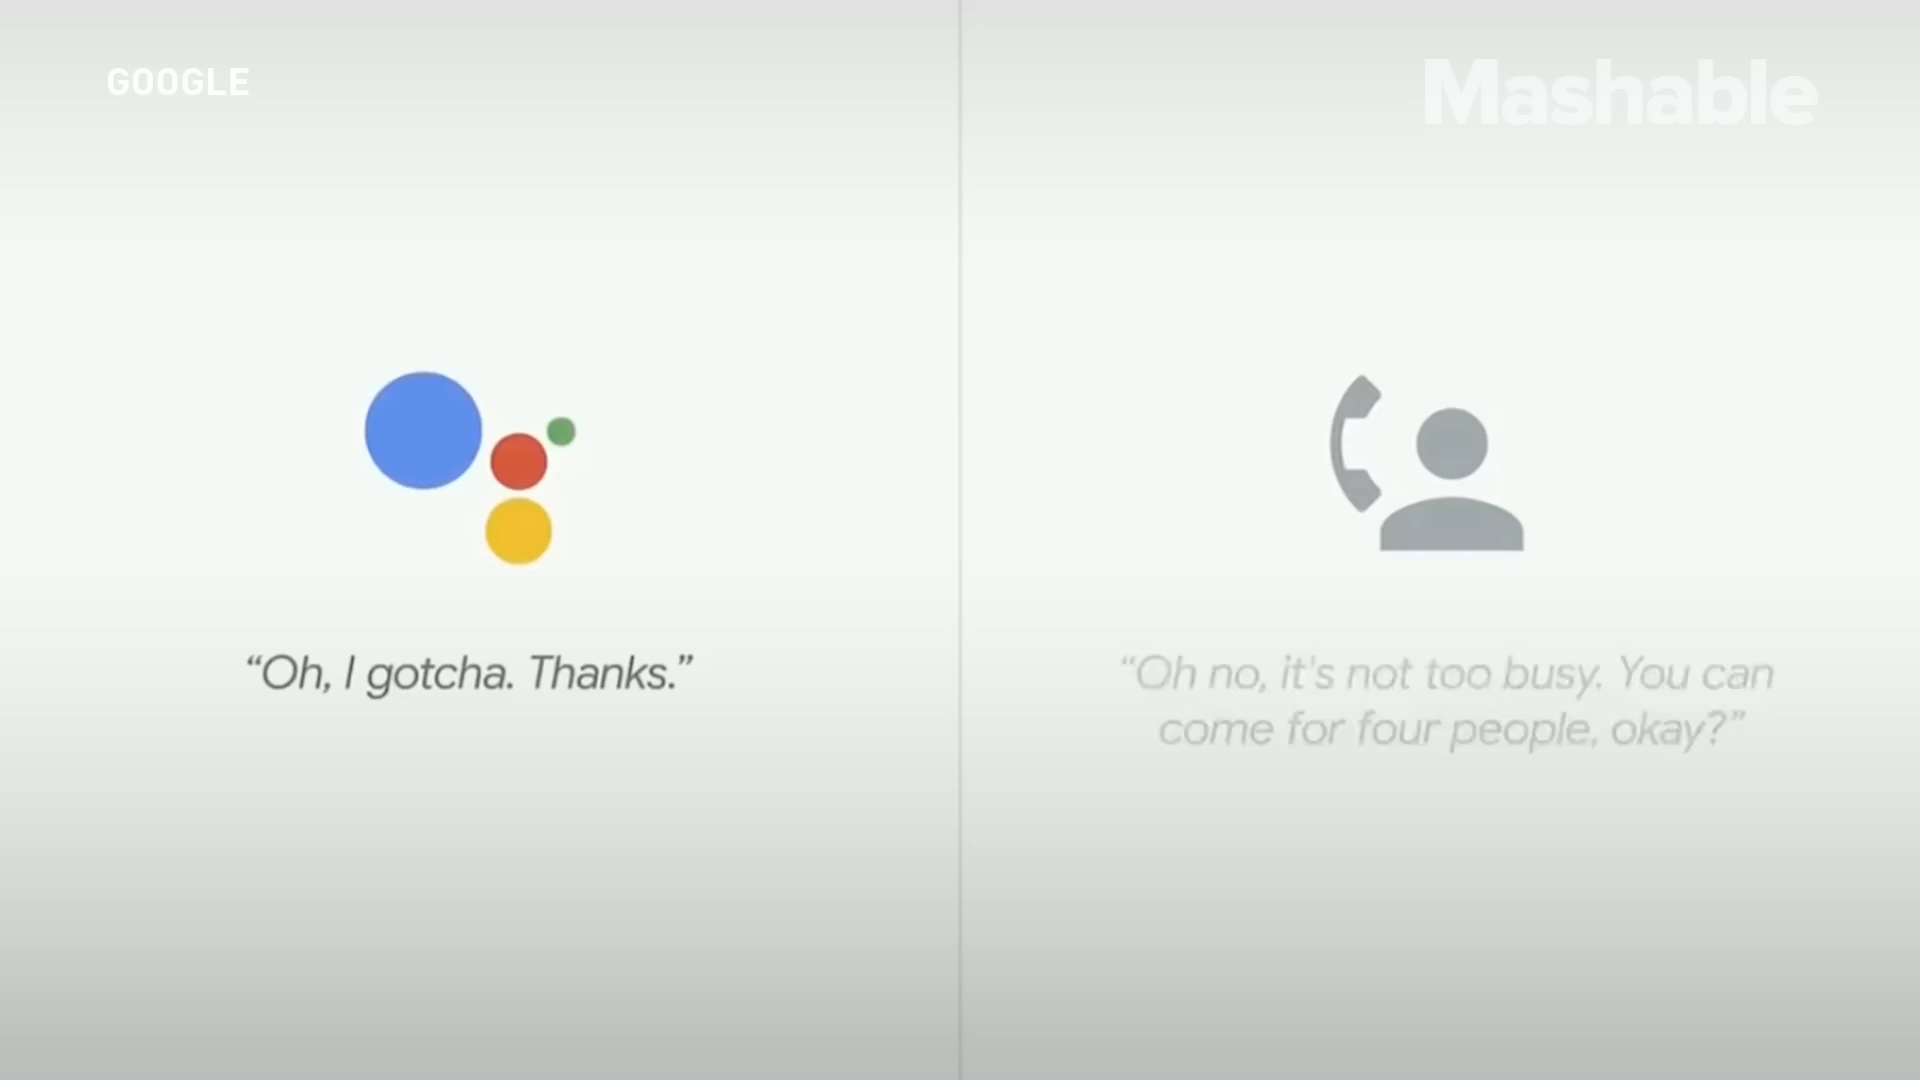 GOOGLE
Mashable
“Oh, I gotcha. Thanks.”
“Oh no, it's not too busy. You can
come for four people, okay?”